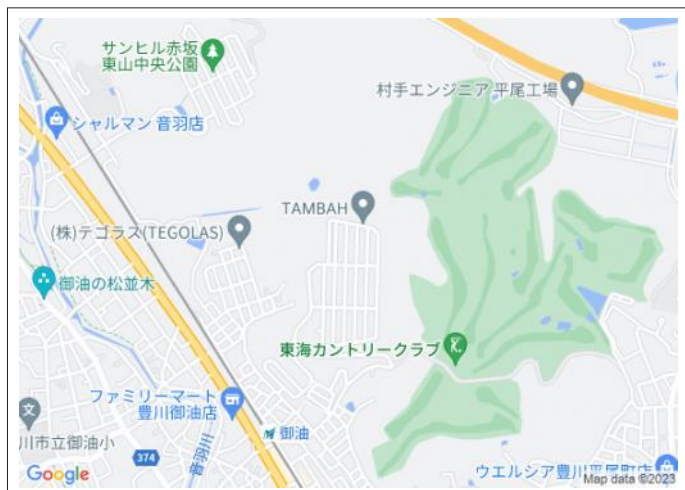 サンヒル赤坂
東山中央公園
村手エンジニア 平尾工場
シャルマン 音羽店
TAMBAH
(株)テゴラス(TEGOLAS)
御油の松並木
東海カントリークラブ
ファミリーマート
豊川御油店
御油
川市立御油小
374
音羽川
ウエルシア豊川平尾町店
Google
Map data ©2023